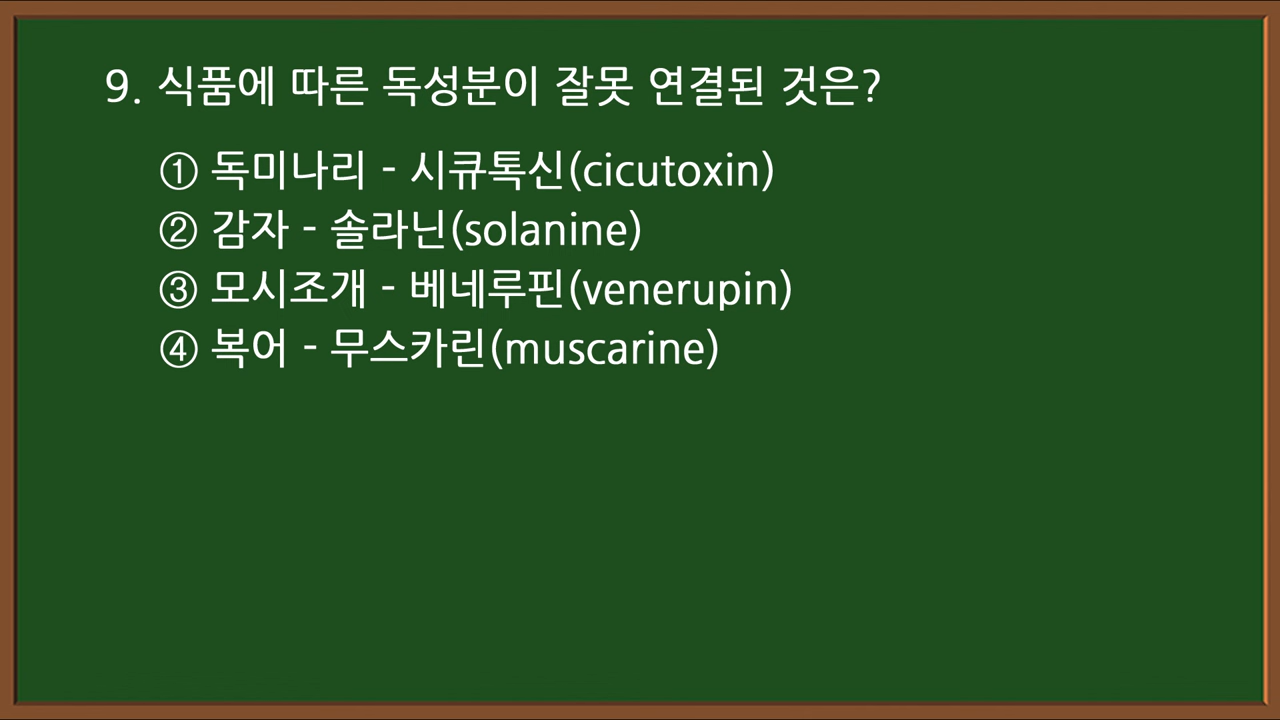 9. 식품에 따른 독성분이 잘못 연결된 것은?
① 독미나리 - 시큐톡신(cicutoxin)
② 감자 - 솔라닌(solanine)
③ 모시조개 - 베네루핀(venerupin)
④ 복어 - 무스카린(muscarine)